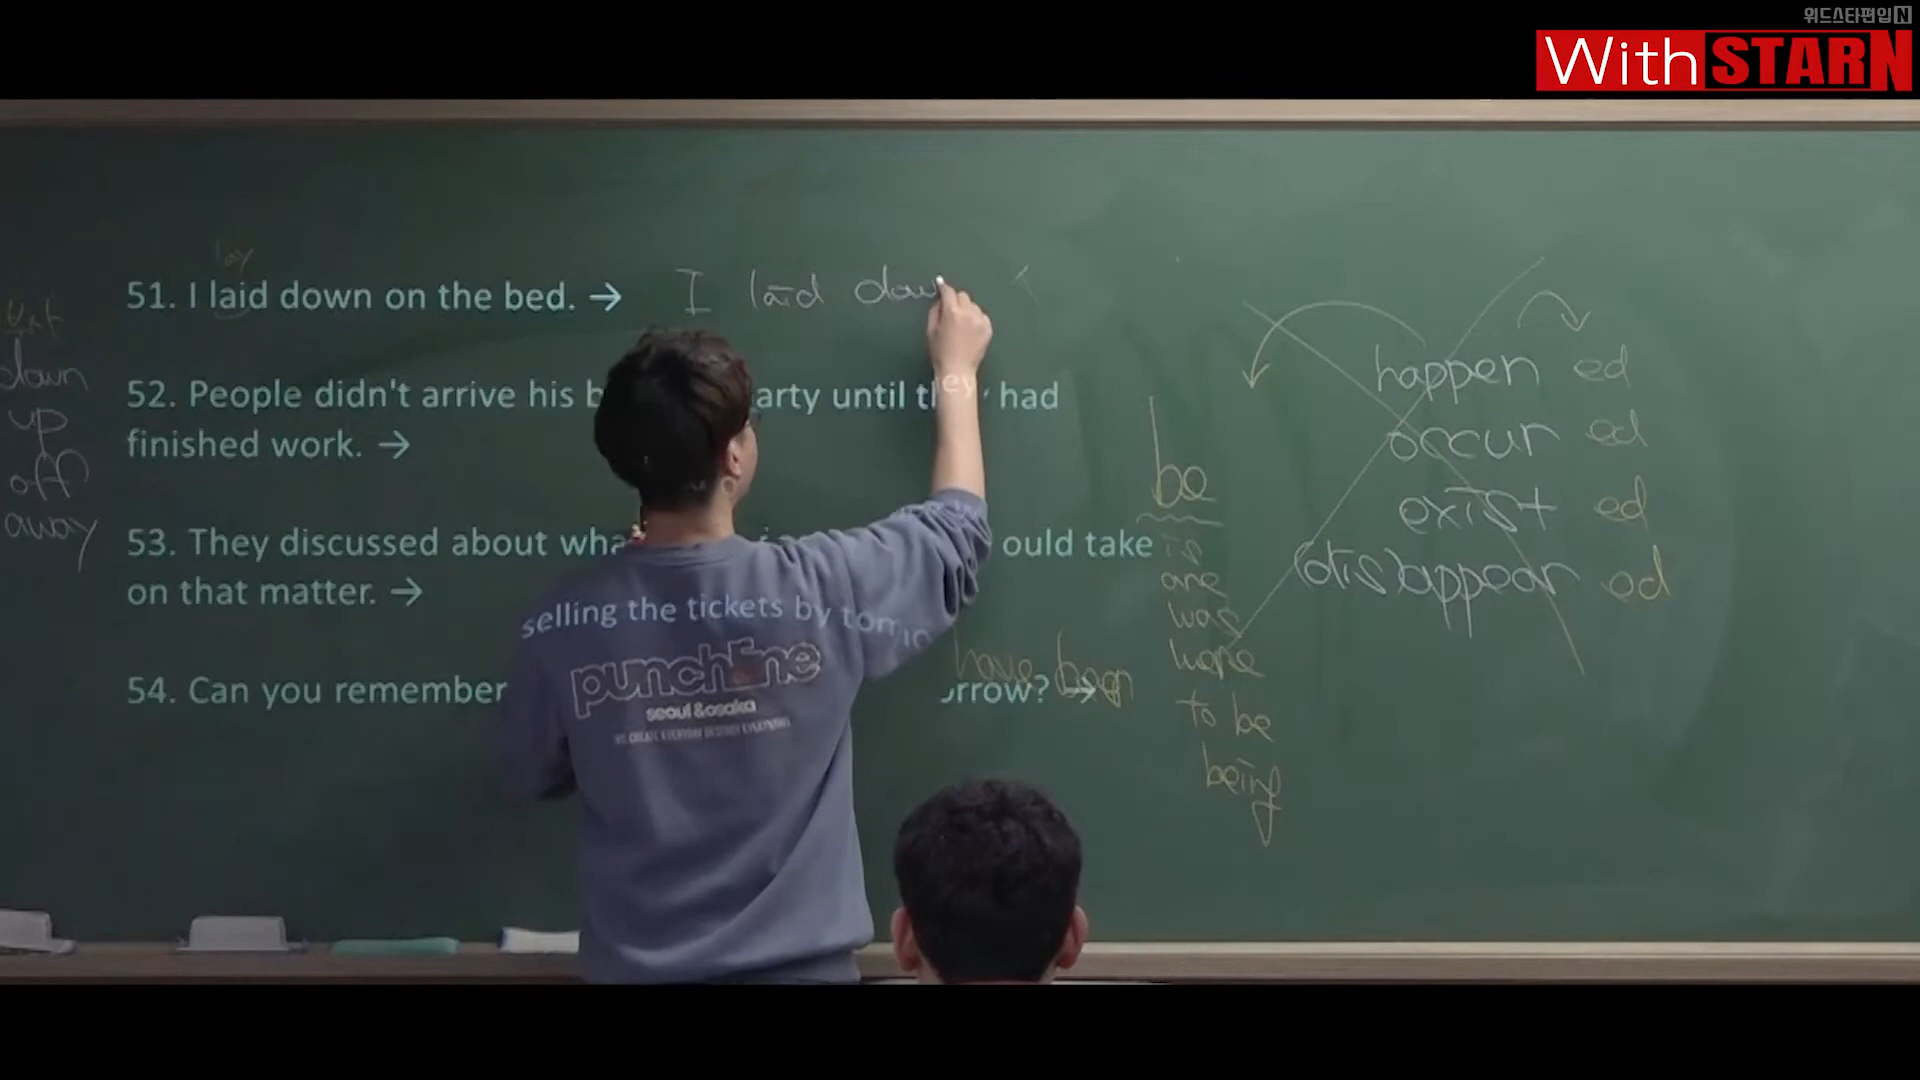 위드스타편입N
With STARN
lay
51. I laid down on the bed. → I laid dow
52. People didn't arrive his b arty until they had
finished work. →
53. They discussed about wha ould take
on that matter. →
54. Can you remember selling the tickets by tomorrow? →
down
up
off
away
punchline
seoul & osaka
have been
be
is
are
was
were
to be
being
happen ed
occur ed
exist ed
(dis)appear ed